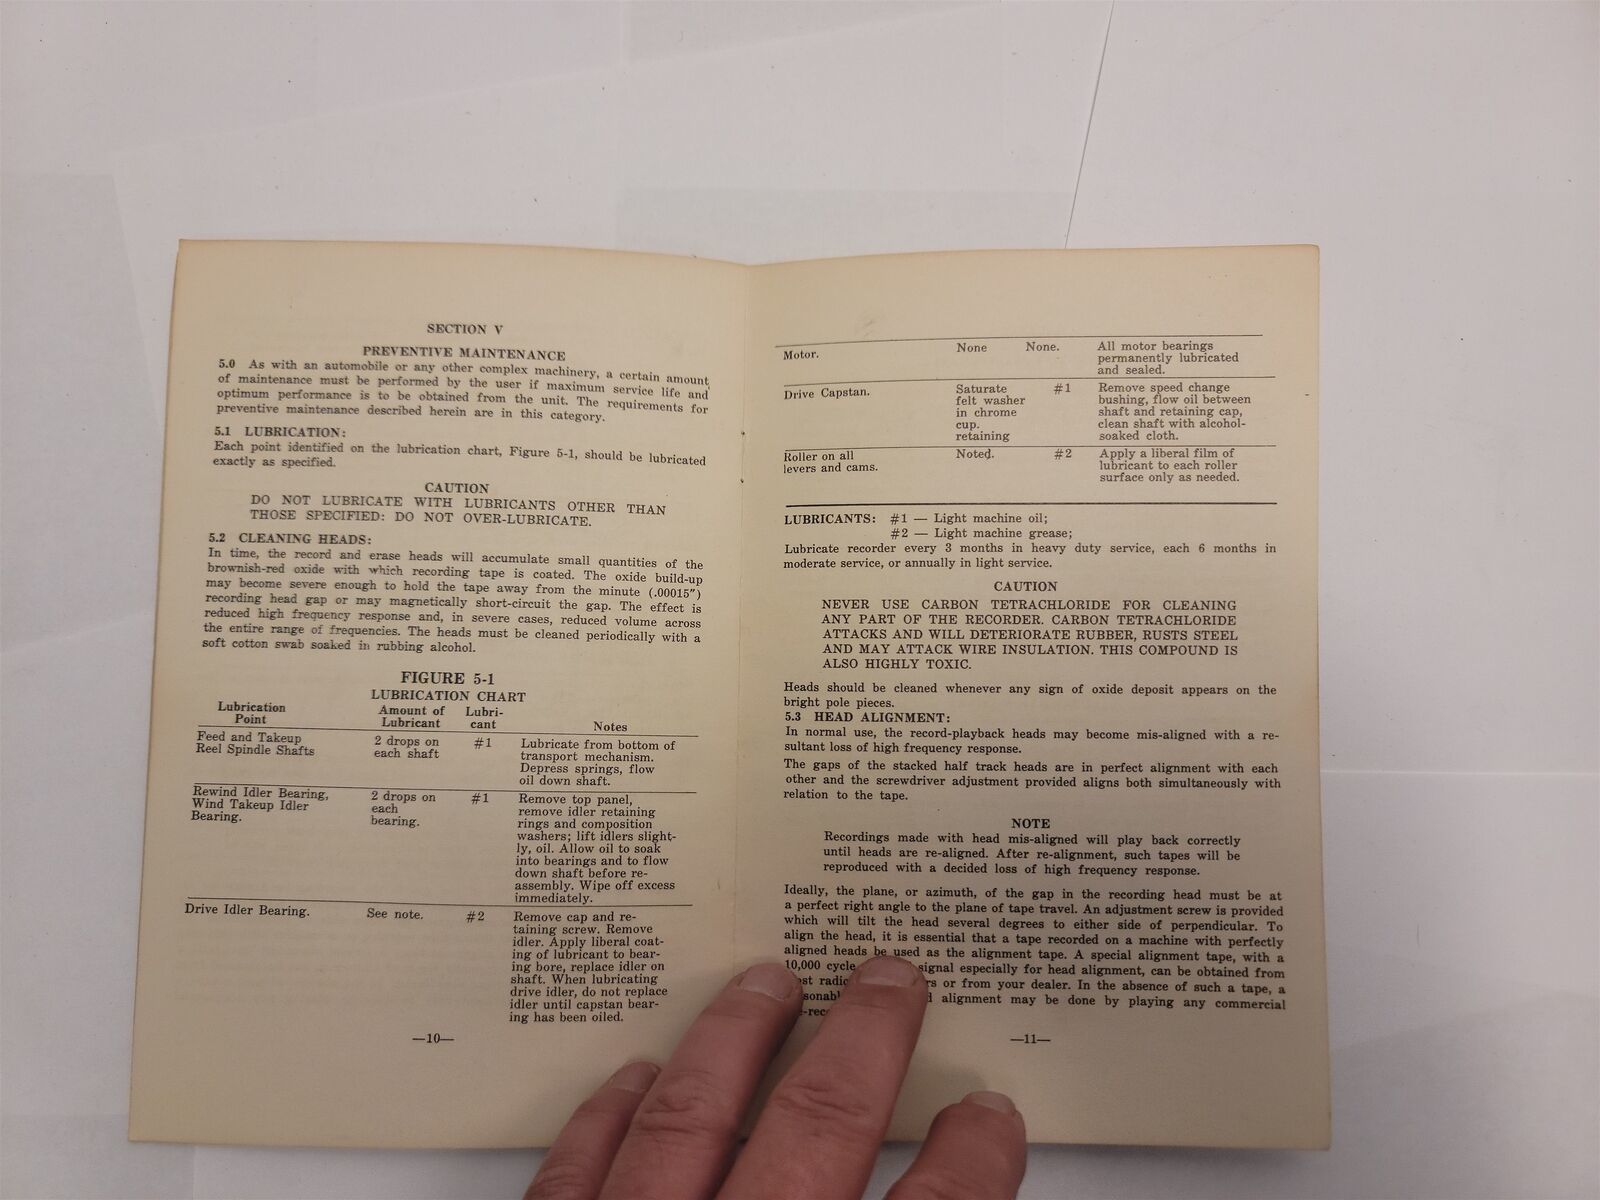 SECTION V
PREVENTIVE MAINTENANCE
5.0 As with an automobile or any other complex machinery, a certain amount
of maintenance must be performed by the user if maximum service life and
optimum performance is to be obtained from the unit. The requirements for
preventive maintenance described herein are in this category.
5.1 LUBRICATION:
Each point identified on the lubrication chart, Figure 5-1, should be lubricated
exactly as specified.
CAUTION
DO NOT LUBRICATE WITH LUBRICANTS OTHER THAN
THOSE SPECIFIED: DO NOT OVER-LUBRICATE.
5.2 CLEANING HEADS:
In time, the record and erase heads will accumulate small quantities of the
brownish-red oxide with which recording tape is coated. The oxide build-up
may become severe enough to hold the tape away from the minute (.00015")
recording head gap or may magnetically short-circuit the gap. The effect is
reduced high frequency response and, in severe cases, reduced volume across
the entire range of frequencies. The heads must be cleaned periodically with a
soft cotton swab soaked in rubbing alcohol.
FIGURE 5-1
LUBRICATION CHART
Lubrication Amount of Lubri-
Point Lubricant cant Notes
Feed and Takeup 2 drops on #1 Lubricate from bottom of
Reel Spindle Shafts each shaft transport mechanism.
Depress springs, flow
oil down shaft.
Rewind Idler Bearing, 2 drops on #1 Remove top panel,
Wind Takeup Idler each remove idler retaining
Bearing. bearing. rings and composition
washers; lift idlers slight-
ly, oil. Allow oil to soak
into bearings and to flow
down shaft before re-
assembly. Wipe off excess
immediately.
Drive Idler Bearing. See note. #2 Remove cap and re-
taining screw. Remove
idler. Apply liberal coat-
ing of lubricant to bear-
ing bore, replace idler on
shaft. When lubricating
drive idler, do not replace
idler until capstan bear-
ing has been oiled.
—10—
Motor. None None. All motor bearings
permanently lubricated
and sealed.
Drive Capstan. Saturate #1 Remove speed change
felt washer bushing, flow oil between
in chrome shaft and retaining cap,
cup. clean shaft with alcohol-
retaining soaked cloth.
Roller on all Noted. #2 Apply a liberal film of
levers and cams. lubricant to each roller
surface only as needed.
LUBRICANTS: #1 — Light machine oil;
#2 — Light machine grease;
Lubricate recorder every 3 months in heavy duty service, each 6 months in
moderate service, or annually in light service.
CAUTION
NEVER USE CARBON TETRACHLORIDE FOR CLEANING
ANY PART OF THE RECORDER. CARBON TETRACHLORIDE
ATTACKS AND WILL DETERIORATE RUBBER, RUSTS STEEL
AND MAY ATTACK WIRE INSULATION. THIS COMPOUND IS
ALSO HIGHLY TOXIC.
Heads should be cleaned whenever any sign of oxide deposit appears on the
bright pole pieces.
5.3 HEAD ALIGNMENT:
In normal use, the record-playback heads may become mis-aligned with a re-
sultant loss of high frequency response.
The gaps of the stacked half track heads are in perfect alignment with each
other and the screwdriver adjustment provided aligns both simultaneously with
relation to the tape.
NOTE
Recordings made with head mis-aligned will play back correctly
until heads are re-aligned. After re-alignment, such tapes will be
reproduced with a decided loss of high frequency response.
Ideally, the plane, or azimuth, of the gap in the recording head must be at
a perfect right angle to the plane of tape travel. An adjustment screw is provided
which will tilt the head several degrees to either side of perpendicular. To
align the head, it is essential that a tape recorded on a machine with perfectly
aligned heads be used as the alignment tape. A special alignment tape, with a
10,000 cycle signal especially for head alignment, can be obtained from
or from your dealer. In the absence of such a tape, a
alignment may be done by playing any commercial
—11—